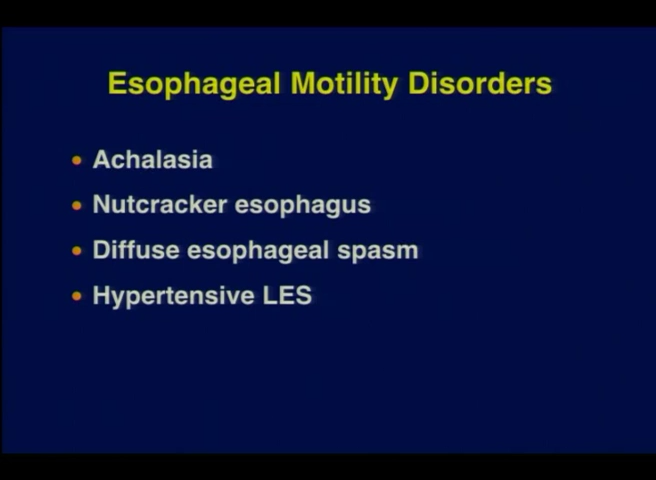 Esophageal Motility Disorders
• Achalasia
• Nutcracker esophagus
• Diffuse esophageal spasm
• Hypertensive LES